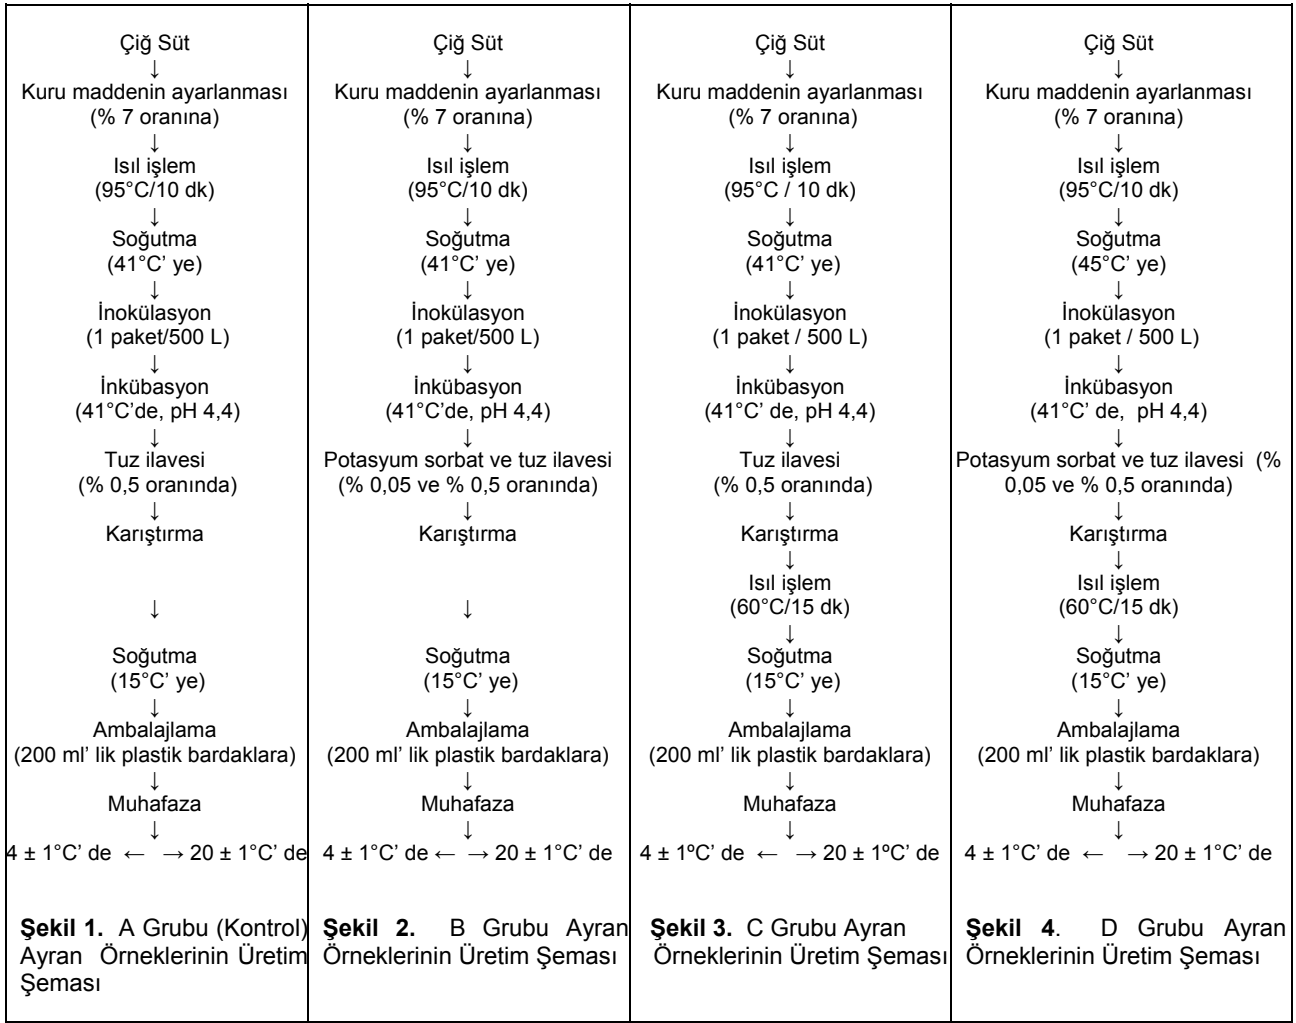 Çiğ Süt
↓
Kuru maddenin ayarlanması
(% 7 oranına)
↓
Isıl işlem
(95°C/10 dk)
↓
Soğutma
(41°C' ye)
↓
İnokülasyon
(1 paket/500 L)
↓
İnkübasyon
(41°C'de, pH 4,4)
↓
Tuz ilavesi
(% 0,5 oranında)
↓
Karıştırma
↓
Soğutma
(15°C' ye)
↓
Ambalajlama
(200 ml' lik plastik bardaklara)
↓
Muhafaza
↓
4 ± 1°C' de ← → 20 ± 1°C' de
Şekil 1. A Grubu (Kontrol)
Ayran Örneklerinin Üretim
Şeması
Çiğ Süt
↓
Kuru maddenin ayarlanması
(% 7 oranına)
↓
Isıl işlem
(95°C/10 dk)
↓
Soğutma
(41°C' ye)
↓
İnokülasyon
(1 paket/500 L)
↓
İnkübasyon
(41°C'de, pH 4,4)
↓
Potasyum sorbat ve tuz ilavesi
(% 0,05 ve % 0,5 oranında)
↓
Karıştırma
↓
Soğutma
(15°C' ye)
↓
Ambalajlama
(200 ml' lik plastik bardaklara)
↓
Muhafaza
↓
4 ± 1°C' de ← → 20 ± 1°C' de
Şekil 2. B Grubu Ayran
Örneklerinin Üretim Şeması
Çiğ Süt
↓
Kuru maddenin ayarlanması
(% 7 oranına)
↓
Isıl işlem
(95°C / 10 dk)
↓
Soğutma
(41°C' ye)
↓
İnokülasyon
(1 paket / 500 L)
↓
İnkübasyon
(41°C' de, pH 4,4)
↓
Tuz ilavesi
(% 0,5 oranında)
↓
Karıştırma
↓
Isıl işlem
(60°C/15 dk)
↓
Soğutma
(15°C' ye)
↓
Ambalajlama
(200 ml' lik plastik bardaklara)
↓
Muhafaza
↓
4 ± 1ºC' de ← → 20 ± 1ºC' de
Şekil 3. C Grubu Ayran
Örneklerinin Üretim Şeması
Çiğ Süt
↓
Kuru maddenin ayarlanması
(% 7 oranına)
↓
Isıl işlem
(95°C/10 dk)
↓
Soğutma
(45°C' ye)
↓
İnokülasyon
(1 paket / 500 L)
↓
İnkübasyon
(41°C' de, pH 4,4)
↓
Potasyum sorbat ve tuz ilavesi (%
0,05 ve % 0,5 oranında)
↓
Karıştırma
↓
Isıl işlem
(60°C/15 dk)
↓
Soğutma
(15°C' ye)
↓
Ambalajlama
(200 ml' lik plastik bardaklara)
↓
Muhafaza
↓
4 ± 1°C' de ← → 20 ± 1°C' de
Şekil 4. D Grubu Ayran
Örneklerinin Üretim Şeması